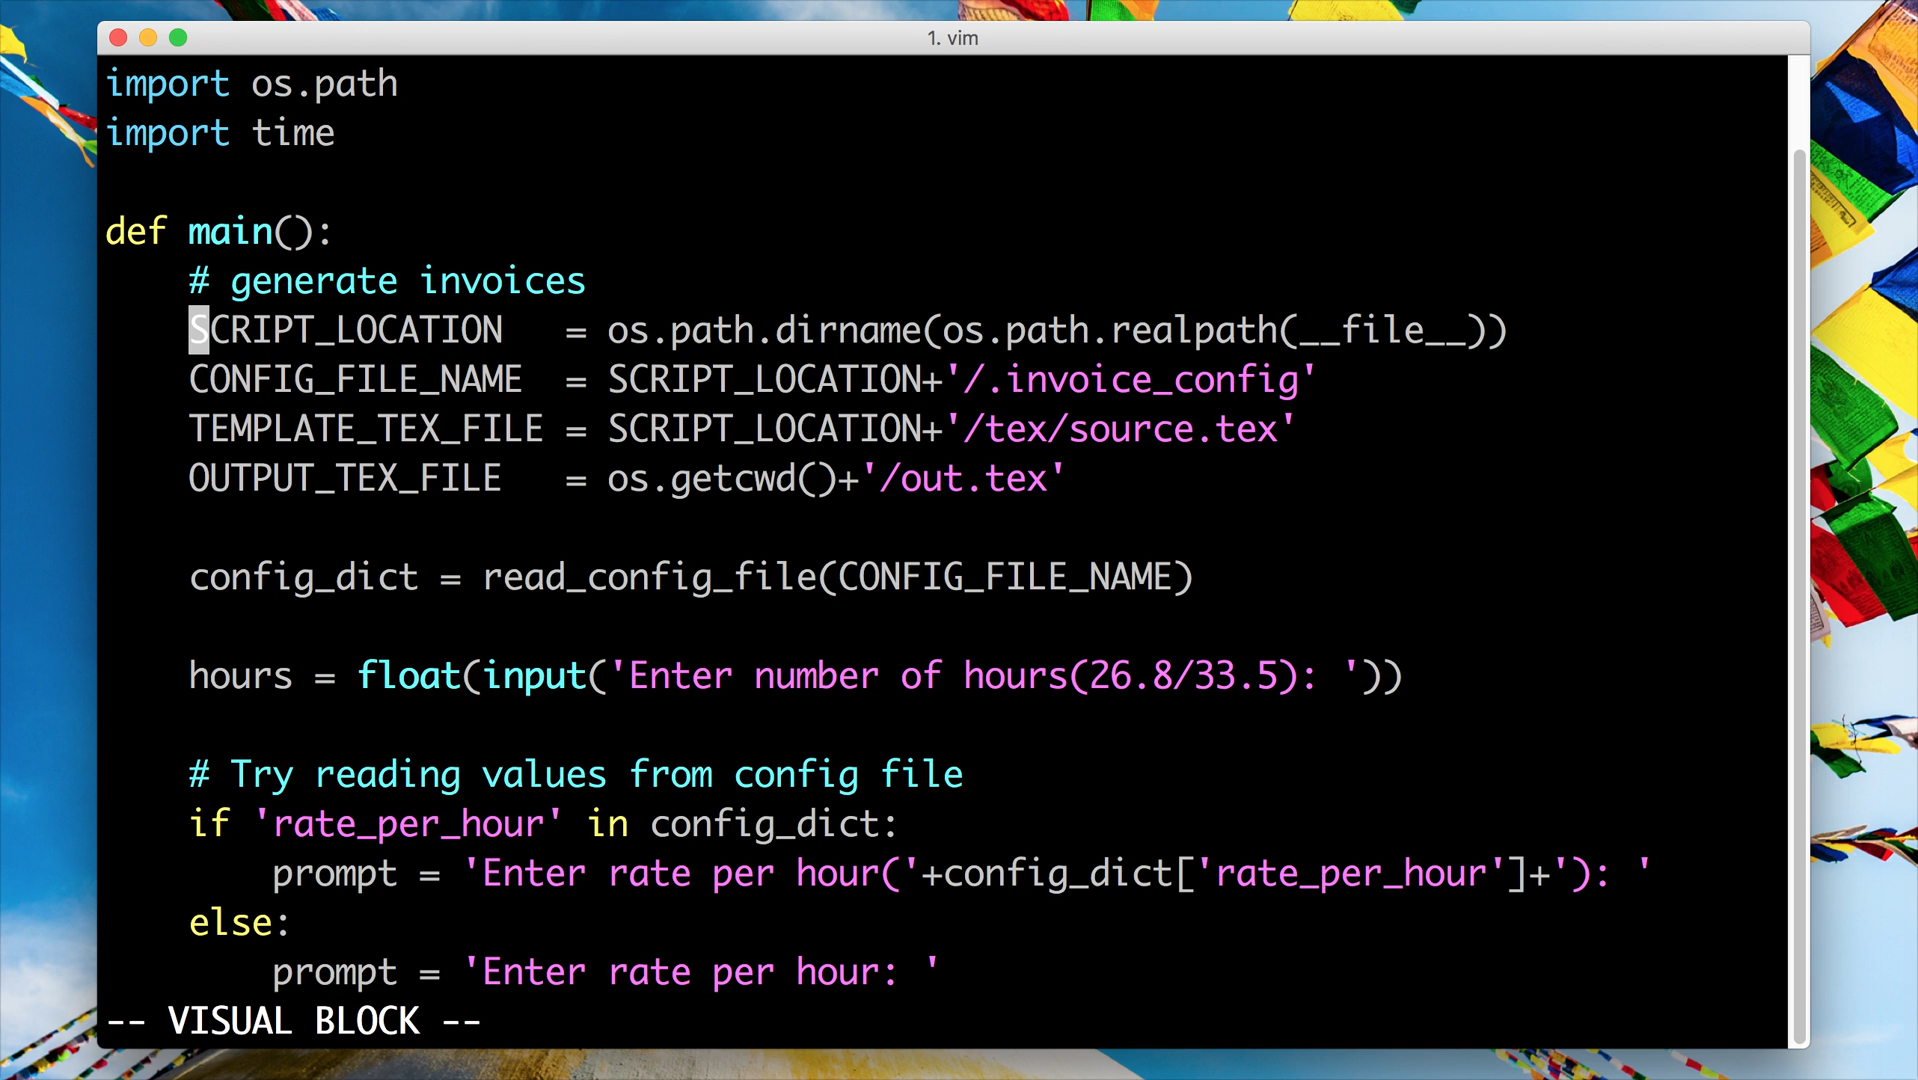 1. vim
import os.path
import time
def main():
    # generate invoices
    SCRIPT_LOCATION   = os.path.dirname(os.path.realpath(__file__))
    CONFIG_FILE_NAME  = SCRIPT_LOCATION+'/.invoice_config'
    TEMPLATE_TEX_FILE = SCRIPT_LOCATION+'/tex/source.tex'
    OUTPUT_TEX_FILE   = os.getcwd()+'/out.tex'
    config_dict = read_config_file(CONFIG_FILE_NAME)
    hours = float(input('Enter number of hours(26.8/33.5): '))
    # Try reading values from config file
    if 'rate_per_hour' in config_dict:
        prompt = 'Enter rate per hour('+config_dict['rate_per_hour']+'): '
    else:
        prompt = 'Enter rate per hour: '
-- VISUAL BLOCK --